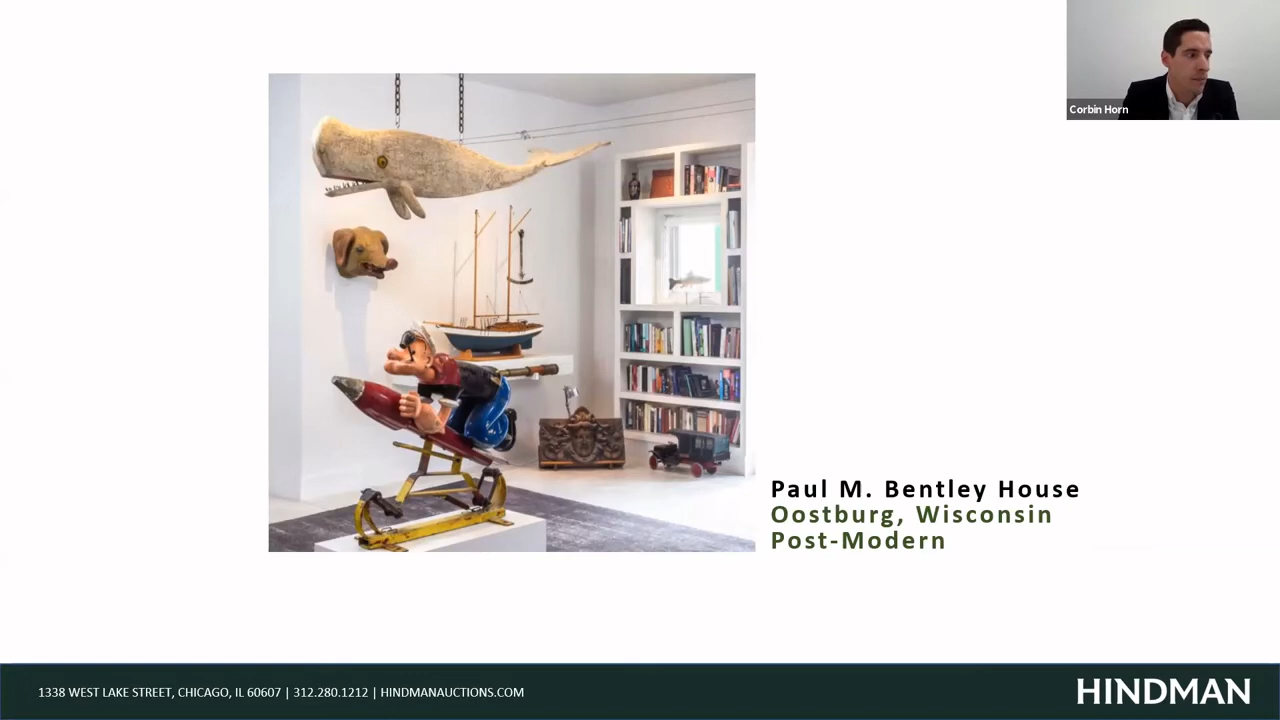 Corbin Horn
Paul M. Bentley House
Oostburg, Wisconsin
Post-Modern
1338 WEST LAKE STREET, CHICAGO, IL 60607 | 312.280.1212 | HINDMANAUCTIONS.COM
HINDMAN